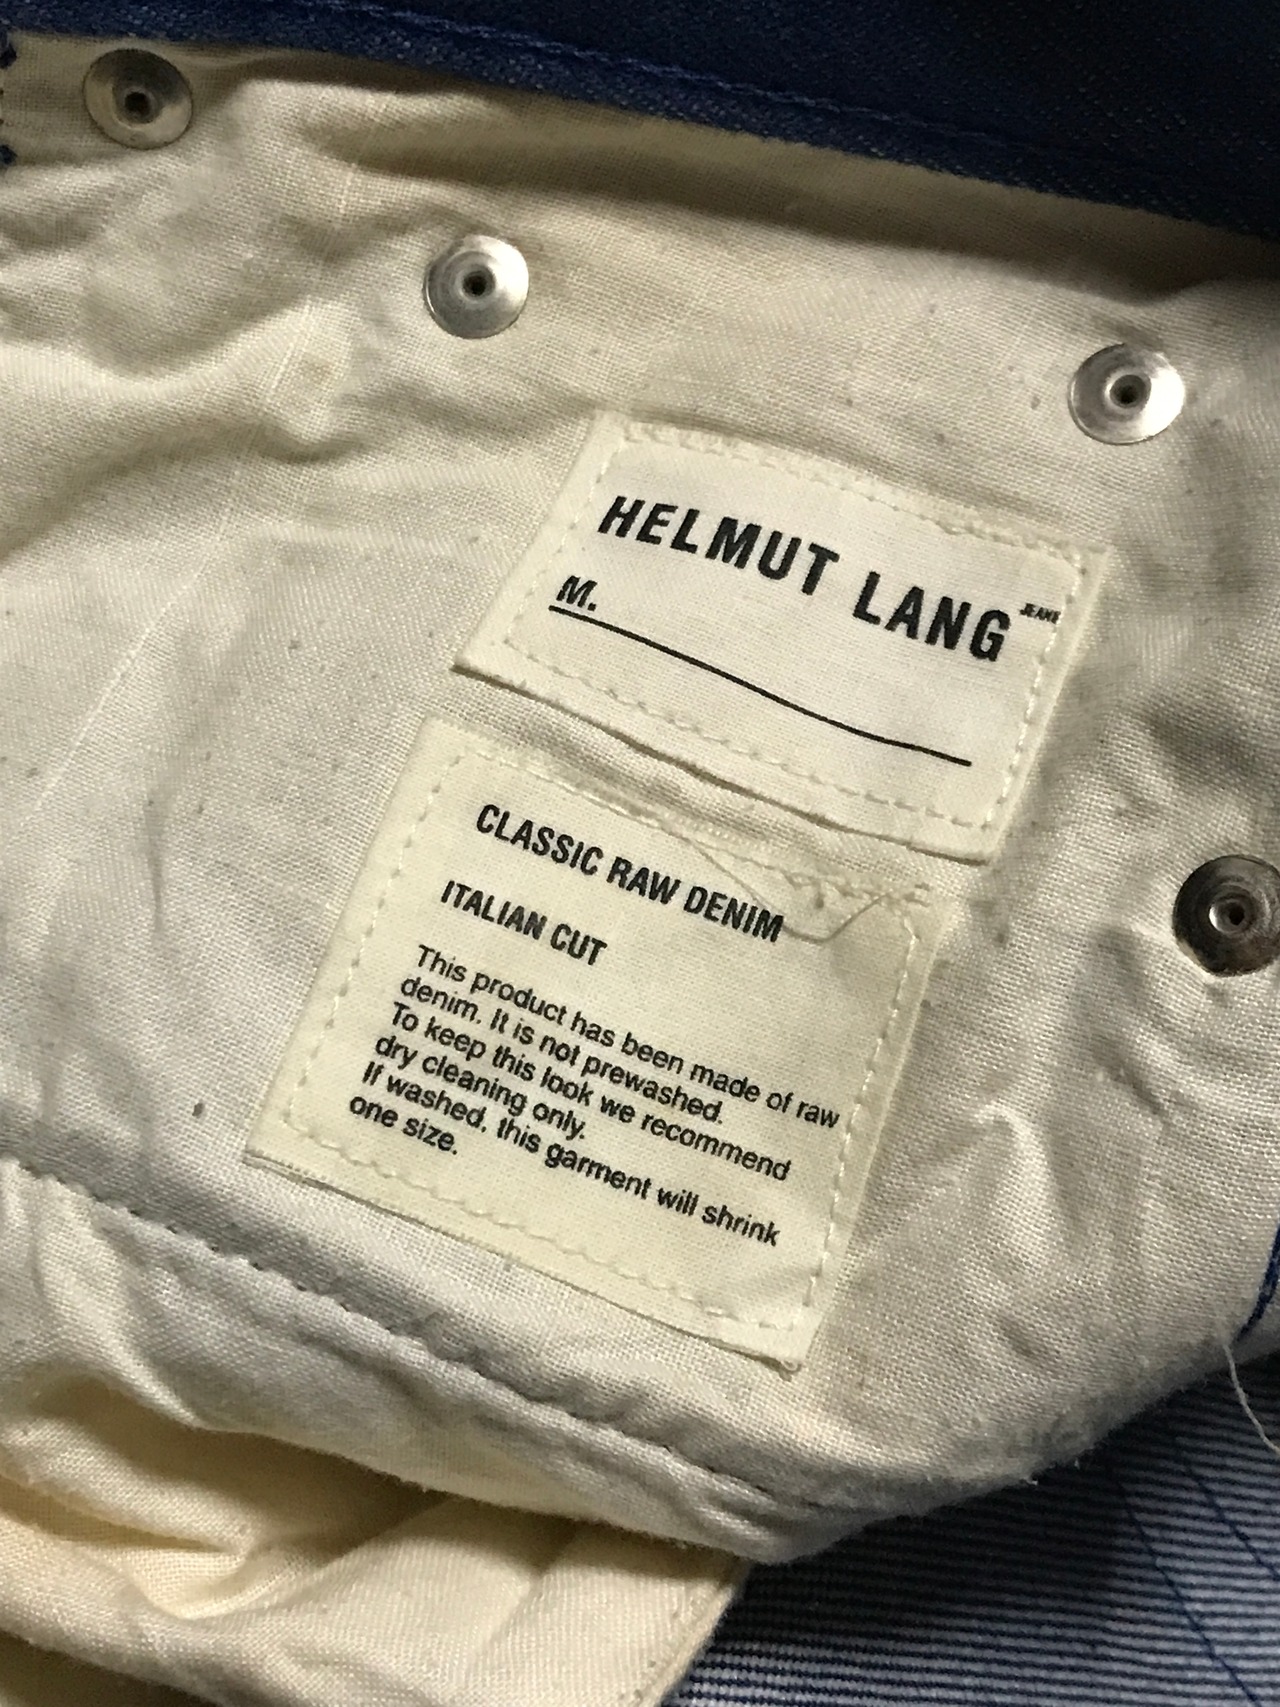 HELMUT LANG JEANS
M.
CLASSIC RAW DENIM
ITALIAN CUT
This product has been made of raw
denim. It is not prewashed.
To keep this look we recommend
dry cleaning only.
If washed, this garment will shrink
one size.